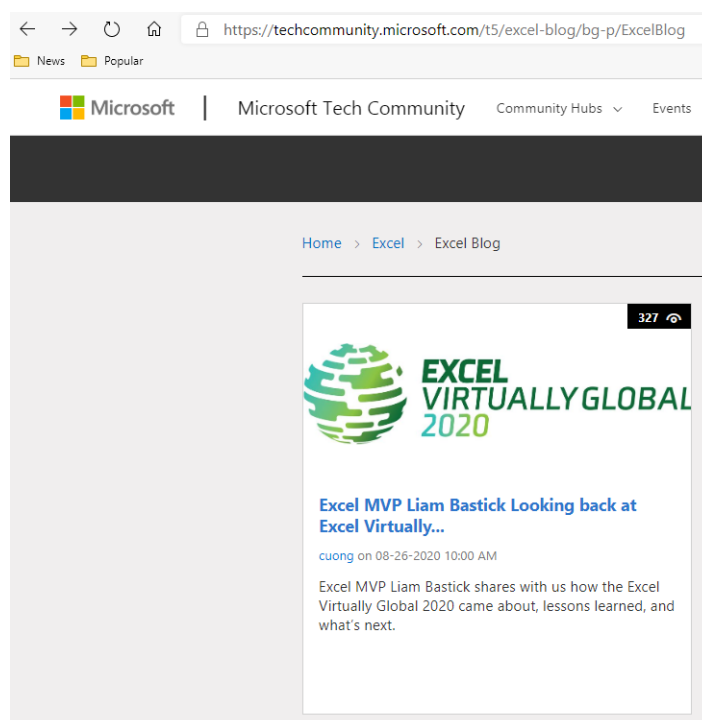 https://techcommunity.microsoft.com/t5/excel-blog/bg-p/ExcelBlog
News Popular
Microsoft | Microsoft Tech Community Community Hubs Events
Home > Excel > Excel Blog
327
EXCEL
VIRTUALLY GLOBAL
2020
Excel MVP Liam Bastick Looking back at
Excel Virtually...
cuong on 08-26-2020 10:00 AM
Excel MVP Liam Bastick shares with us how the Excel
Virtually Global 2020 came about, lessons learned, and
what's next.